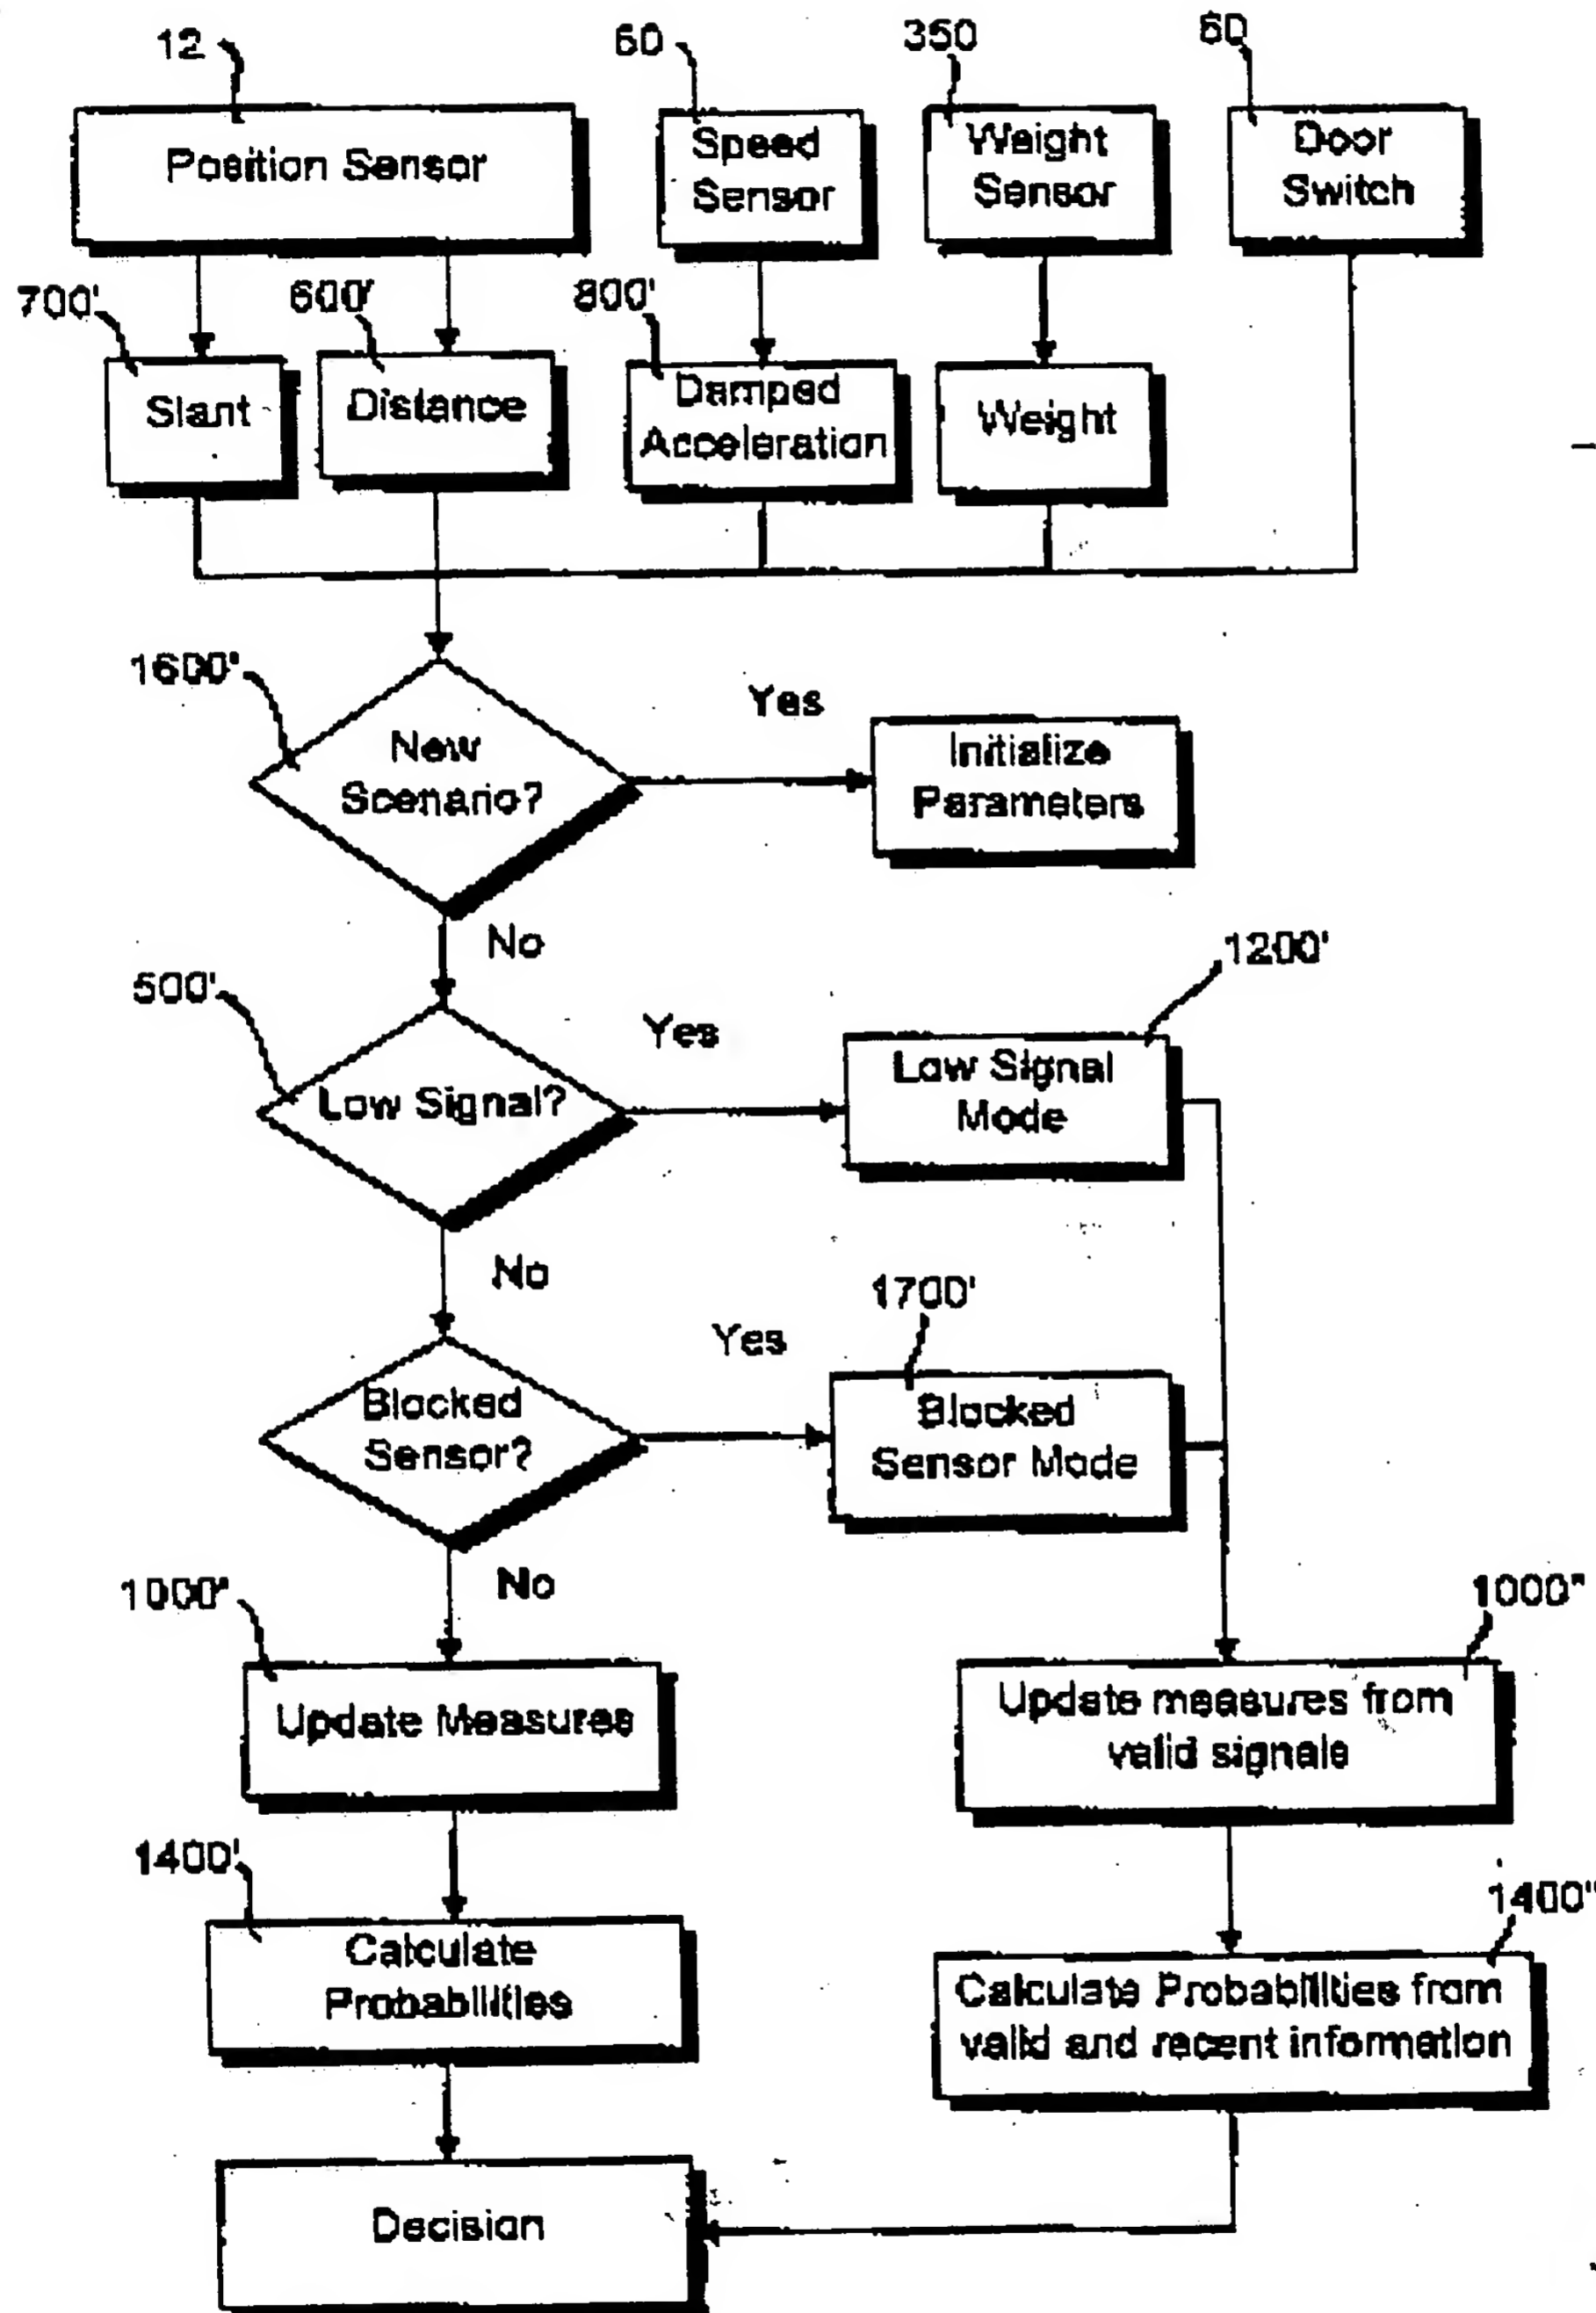 12
60
350
60
Position Sensor
Speed
Sensor
Weight
Sensor
Door
Switch
700'
600'
800'
Slant
Distance
Damped
Acceleration
Weight
1600'
New
Scenario?
Yes
Initialize
Parameters
No
500'
Low Signal?
Yes
1200'
Low Signal
Mode
No
1700'
Blocked
Sensor?
Yes
Blocked
Sensor Mode
No
1000'
Update Measures
1000"
Update measures from
valid signals
1400'
Calculate
Probabilities
1400"
Calculate Probabilities from
valid and recent information
Decision